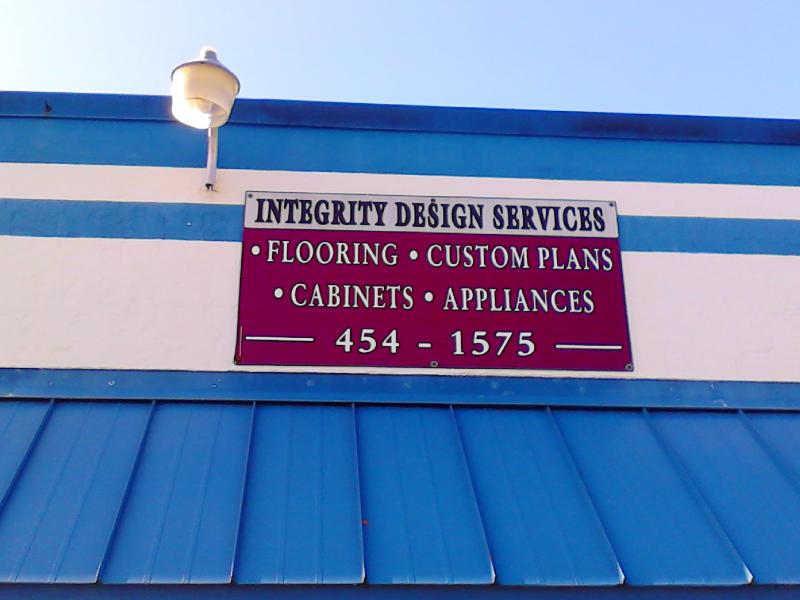 INTEGRITY DESIGN SERVICES
• FLOORING • CUSTOM PLANS
• CABINETS • APPLIANCES
454 - 1575